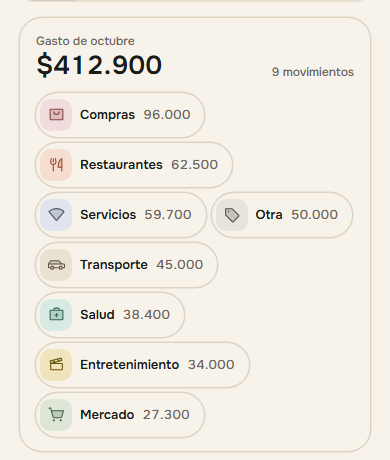 Gasto de octubre
$412.900
9 movimientos
Compras 96.000
Restaurantes 62.500
Servicios 59.700
Otra 50.000
Transporte 45.000
Salud 38.400
Entretenimiento 34.000
Mercado 27.300